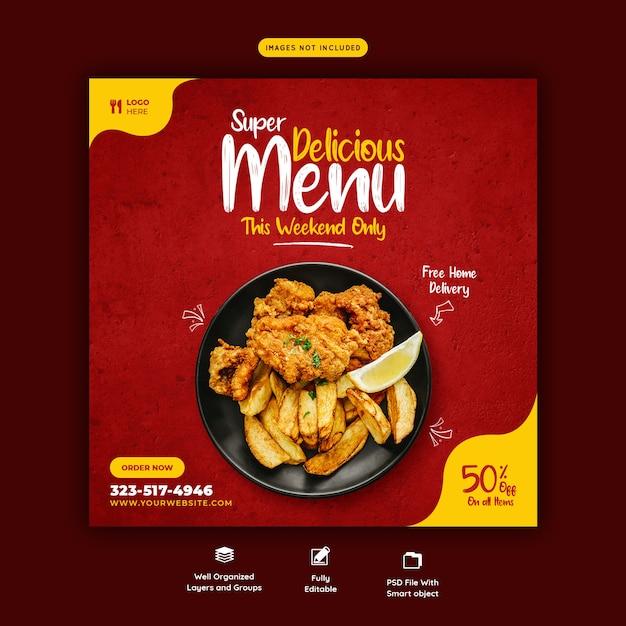 IMAGES NOT INCLUDED
LOGO
HERE
Super
Delicious
Menu
This Weekend Only
Free Home
Delivery
ORDER NOW
323-517-4946
WWW.YOURWEBSITE.COM
50% Off
On all Items
Well Organized
Layers and Groups
Fully
Editable
PSD File With
Smart object